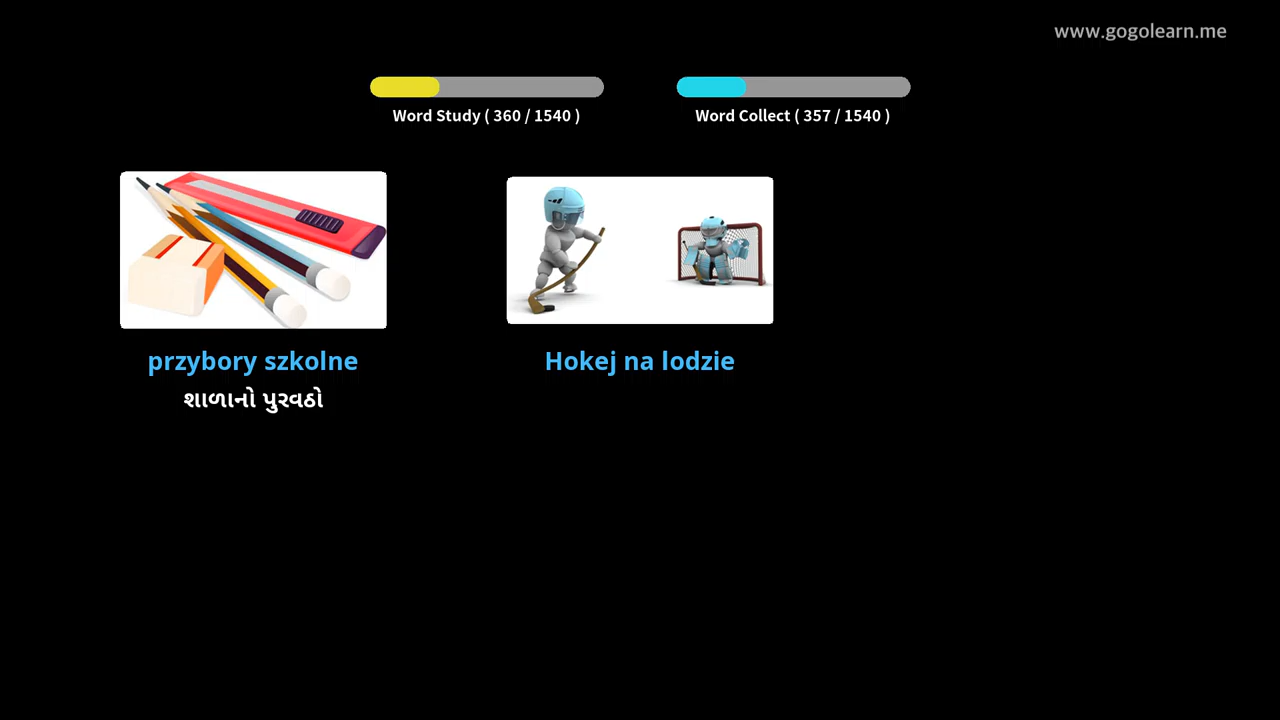 www.gogolearn.me
Word Study ( 360 / 1540 )
Word Collect ( 357 / 1540 )
przybory szkolne
શાળાનો પુરવઠો
Hokej na lodzie